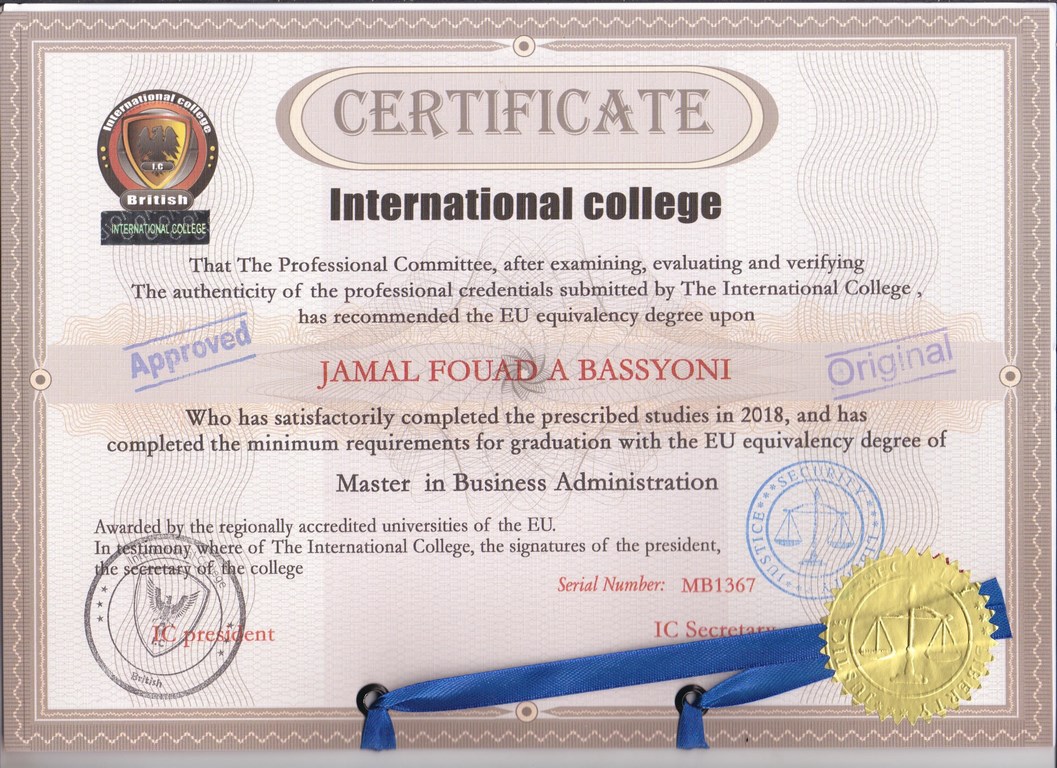 International college
I.C
British
INTERNATIONAL COLLEGE
CERTIFICATE
International college
That The Professional Committee, after examining, evaluating and verifying
The authenticity of the professional credentials submitted by The International College ,
has recommended the EU equivalency degree upon
Approved
Original
JAMAL FOUAD A BASSYONI
Who has satisfactorily completed the prescribed studies in 2018, and has
completed the minimum requirements for graduation with the EU equivalency degree of
Master in Business Administration
SECURITY
JUSTICE
Awarded by the regionally accredited universities of the EU.
In testimony where of The International College, the signatures of the president,
the secretary of the college
Serial Number: MB1367
IC president
IC Secretary
British
JUSTICE
LIBERTY